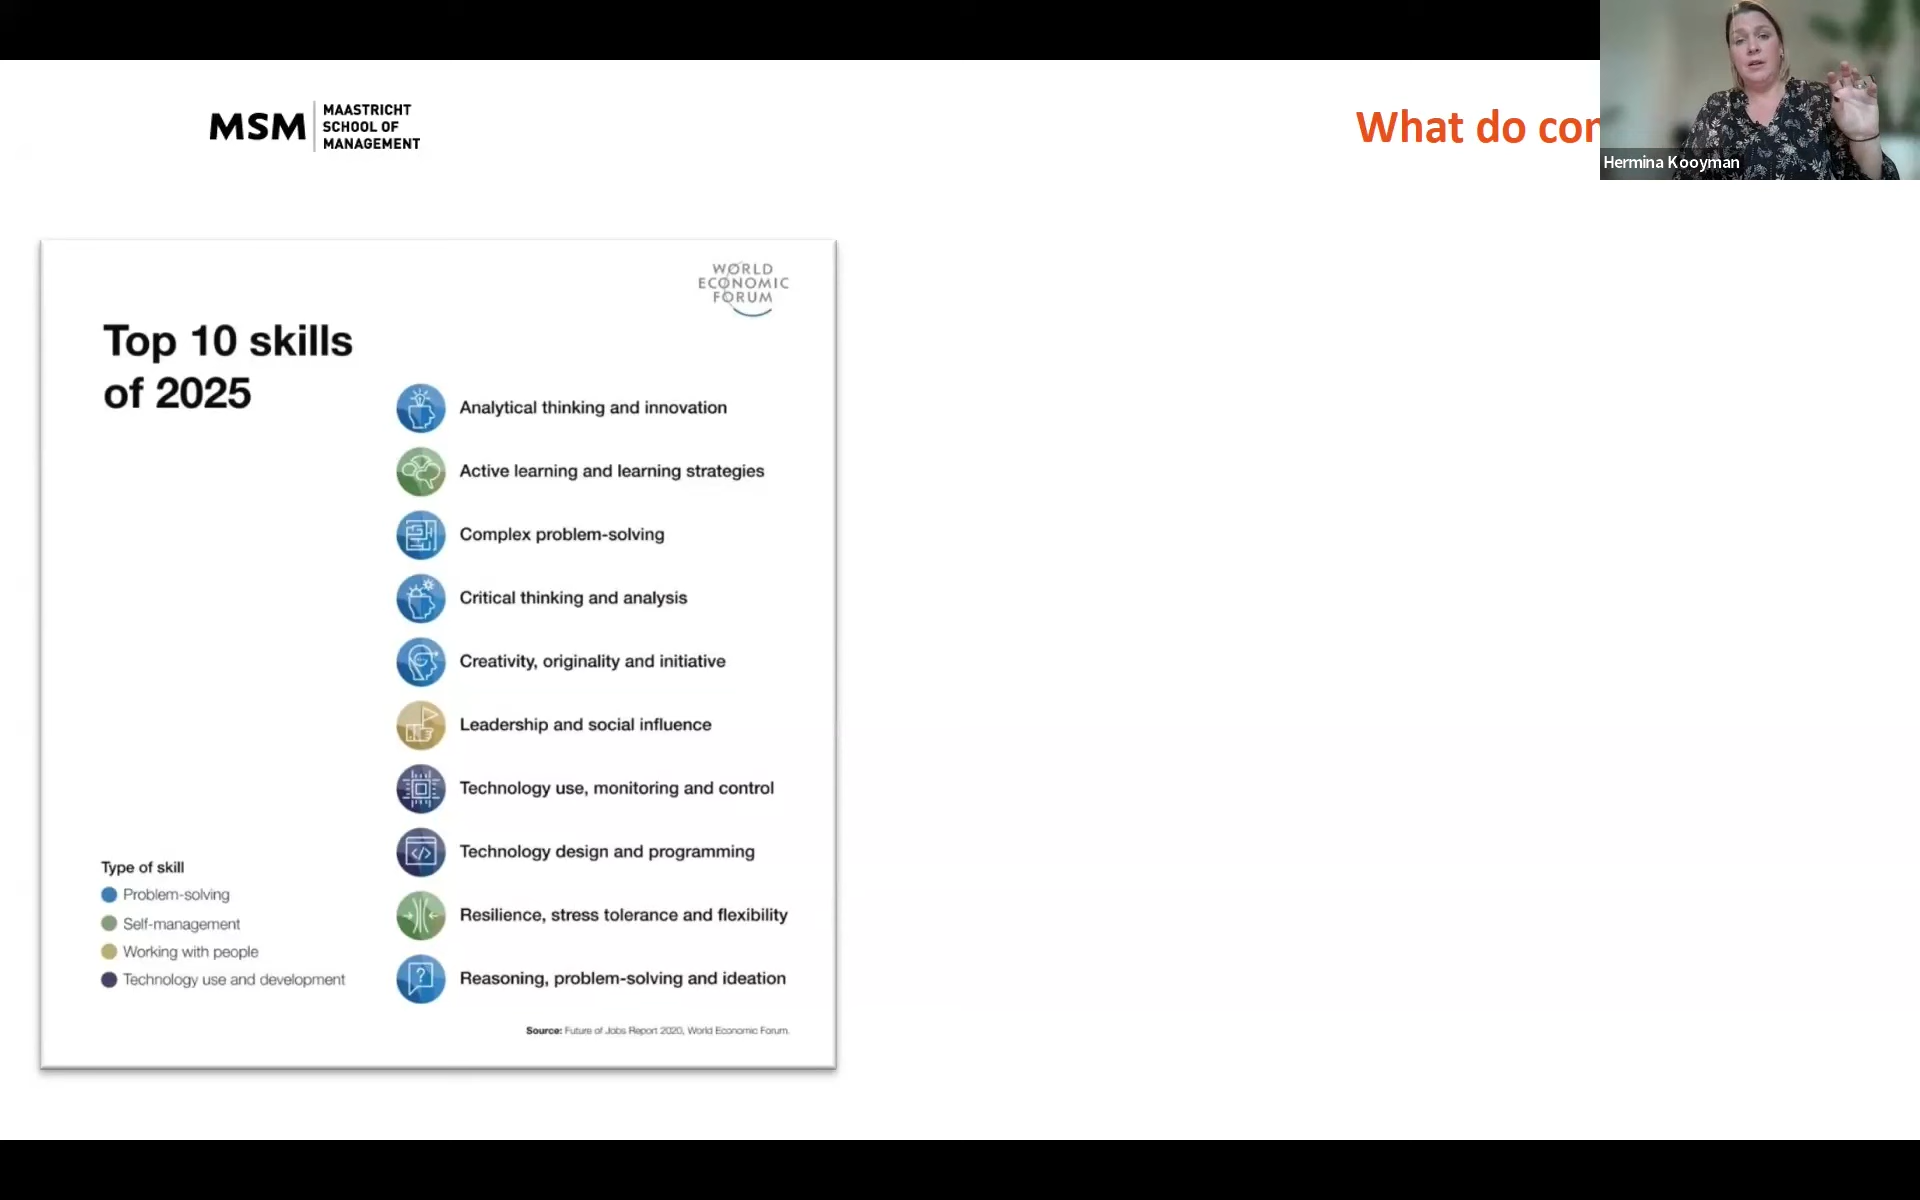 MSM
MAASTRICHT
SCHOOL OF
MANAGEMENT
What do con
Hermina Kooyman
WORLD
ECONOMIC
FORUM
Top 10 skills
of 2025
Analytical thinking and innovation
Active learning and learning strategies
Complex problem-solving
Critical thinking and analysis
Creativity, originality and initiative
Leadership and social influence
Technology use, monitoring and control
Technology design and programming
Resilience, stress tolerance and flexibility
Reasoning, problem-solving and ideation
Type of skill
Problem-solving
Self-management
Working with people
Technology use and development
Source: Future of Jobs Report 2020, World Economic Forum.